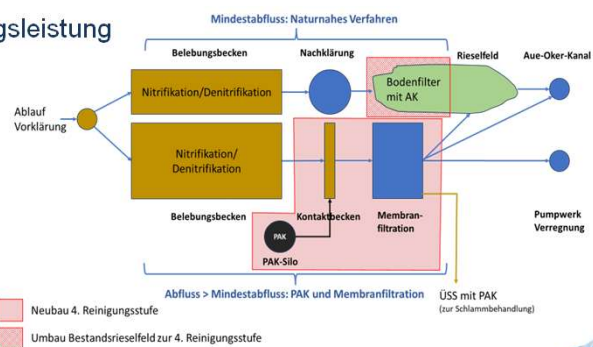 gsleistung
Mindestabfluss: Naturnahes Verfahren
Belebungsbecken
Nachklärung
Rieselfeld
Aue-Oker-Kanal
Ablauf
Vorklärung
Nitrifikation/Denitrifikation
Bodenfilter
mit AK
Nitrifikation/
Denitrifikation
Belebungsbecken
Kontaktbecken
Membran-
filtration
Pumpwerk
Verregnung
PAK
PAK-Silo
Abfluss > Mindestabfluss: PAK und Membranfiltration
ÜSS mit PAK
(zur Schlammbehandlung)
Neubau 4. Reinigungsstufe
Umbau Bestandsrieselfeld zur 4. Reinigungsstufe